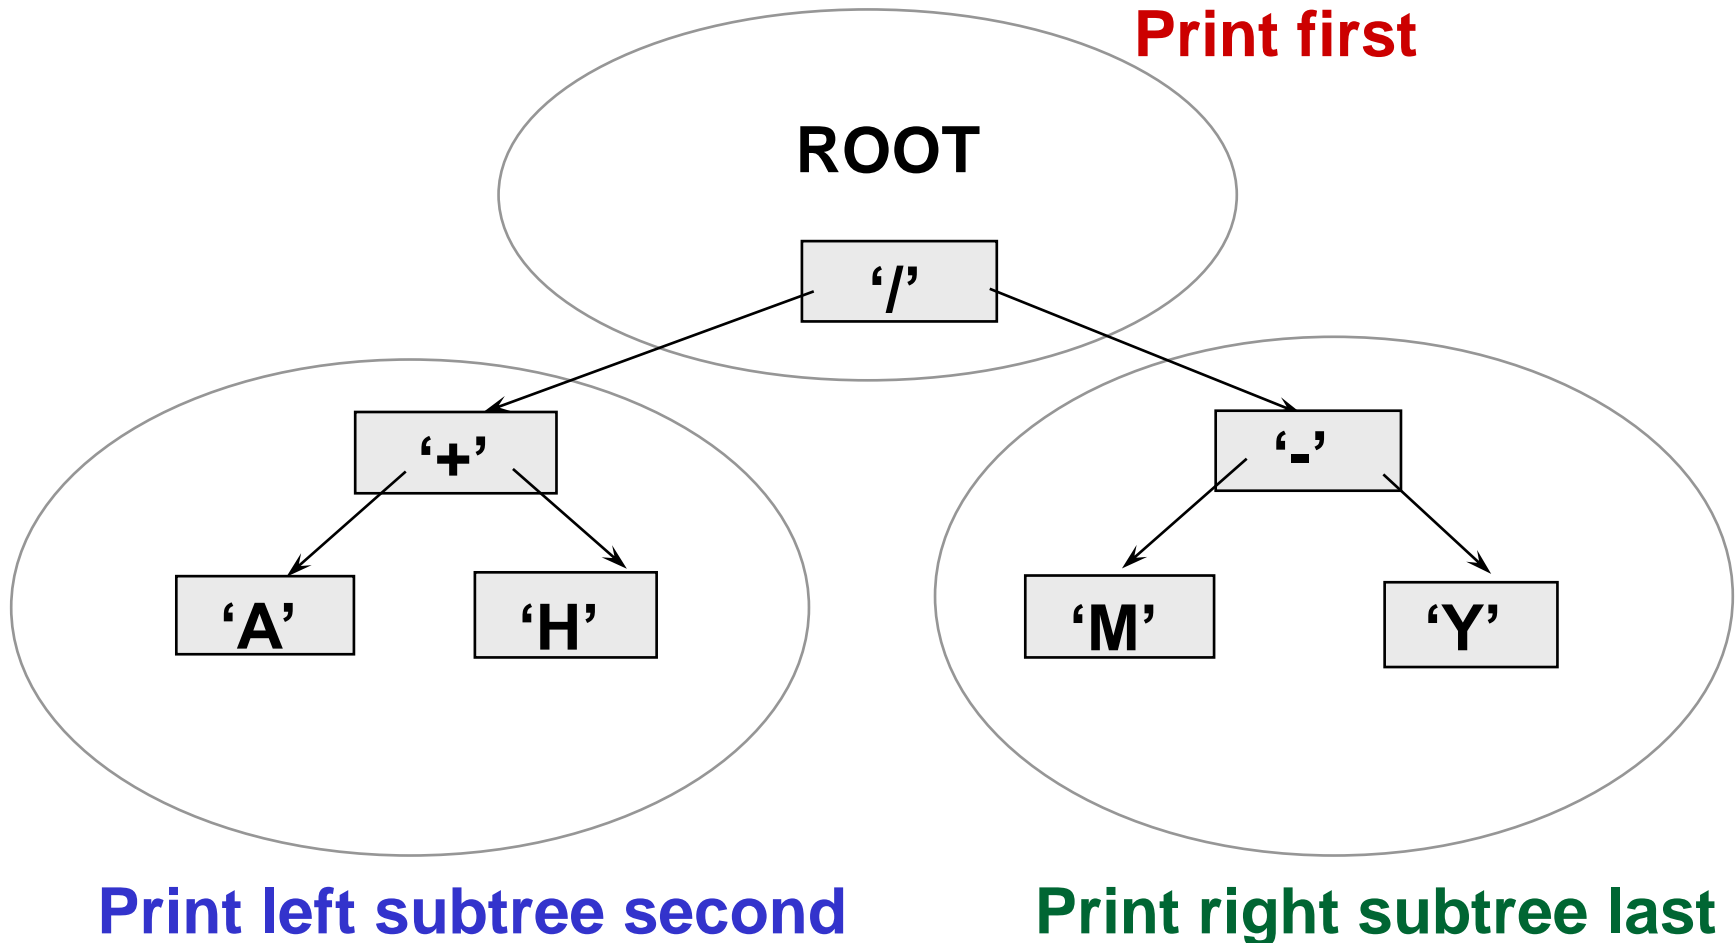 Print first
ROOT
‘/’
‘+’
‘-’
‘A’
‘H’
‘M’
‘Y’
Print left subtree second
Print right subtree last